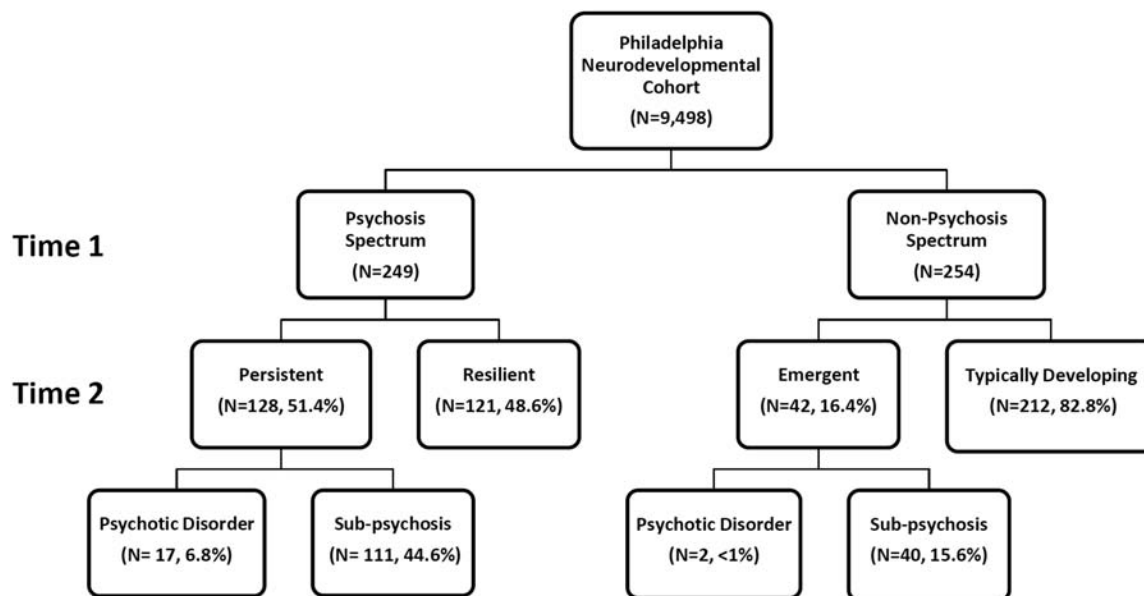 Philadelphia
Neurodevelopmental
Cohort
(N=9,498)
Time 1
Psychosis
Spectrum
(N=249)
Non-Psychosis
Spectrum
(N=254)
Time 2
Persistent
(N=128, 51.4%)
Resilient
(N=121, 48.6%)
Emergent
(N=42, 16.4%)
Typically Developing
(N=212, 82.8%)
Psychotic Disorder
(N= 17, 6.8%)
Sub-psychosis
(N= 111, 44.6%)
Psychotic Disorder
(N=2, <1%)
Sub-psychosis
(N=40, 15.6%)